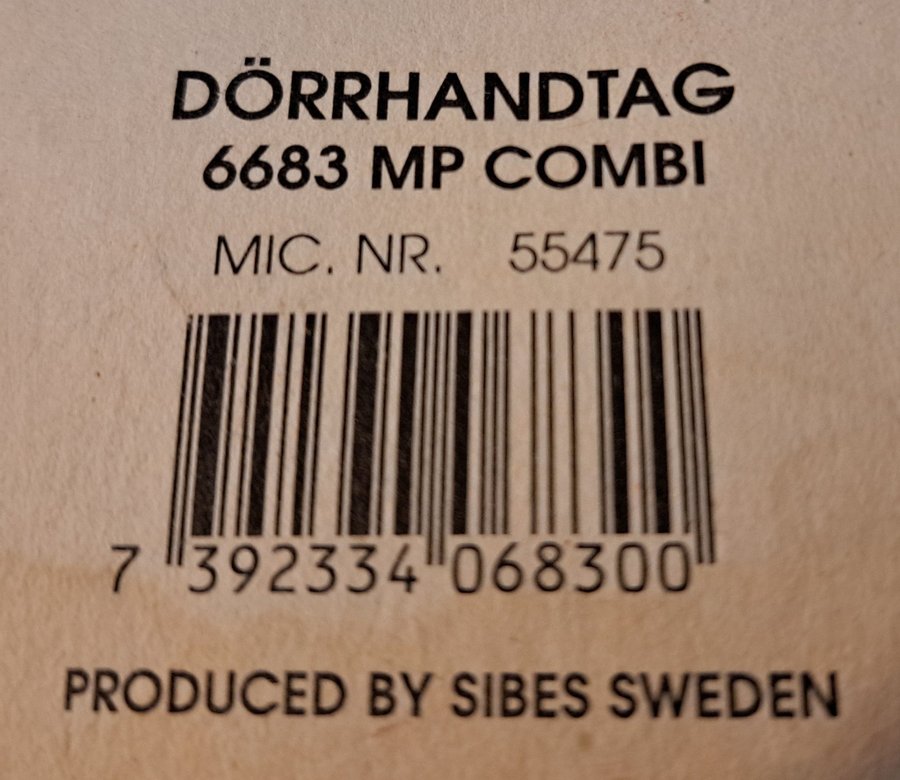 DÖRRHANDTAG
6683 MP COMBI
MIC. NR. 55475
7 392334 068300
PRODUCED BY SIBES SWEDEN